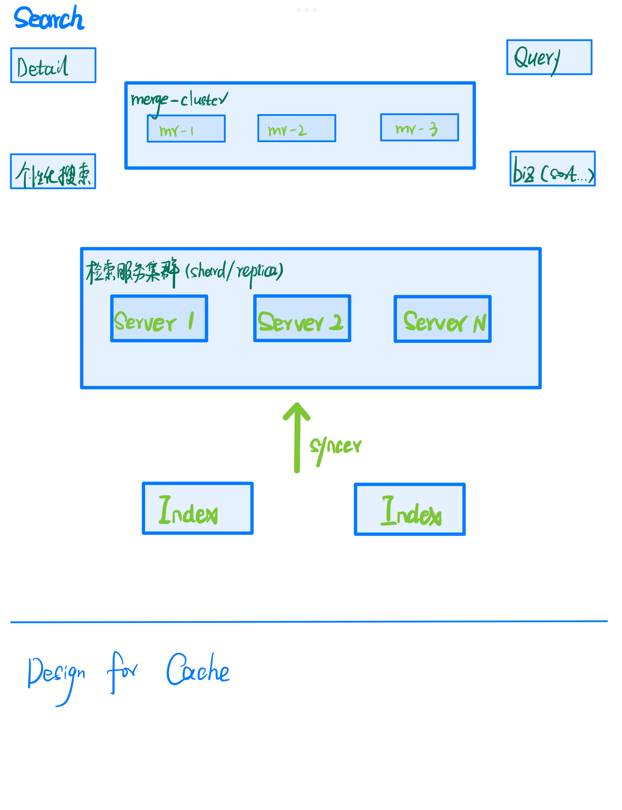 Search
Detail
Query
merge-cluster
mr-1
mr-2
mr-3
个性化搜索
biz (sort...)
检索服务集群 (shard/replica)
Server 1
Server 2
Server N
syncer
Index
Index
Design for Cache